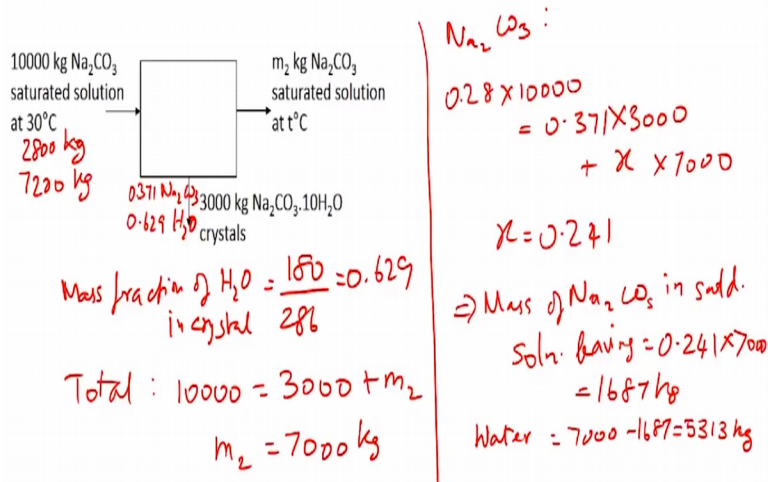 10000 kg Na₂CO₃
saturated solution
at 30°C
2800 kg
7200 kg
m₂ kg Na₂CO₃
saturated solution
at t°C
0.371 Na₂CO₃
0.629 H₂O
3000 kg Na₂CO₃.10H₂O
crystals
Mass fraction of H₂O = 180/286 = 0.629
in crystal
Total : 10000 = 3000 + m₂
m₂ = 7000 kg
Na₂CO₃ :
0.28 × 10000
= 0.371 × 3000
+ x × 7000
x = 0.241
⇒ Mass of Na₂CO₃ in satd.
Soln. leaving = 0.241 × 7000
= 1687 kg
Water = 7000 - 1687 = 5313 kg